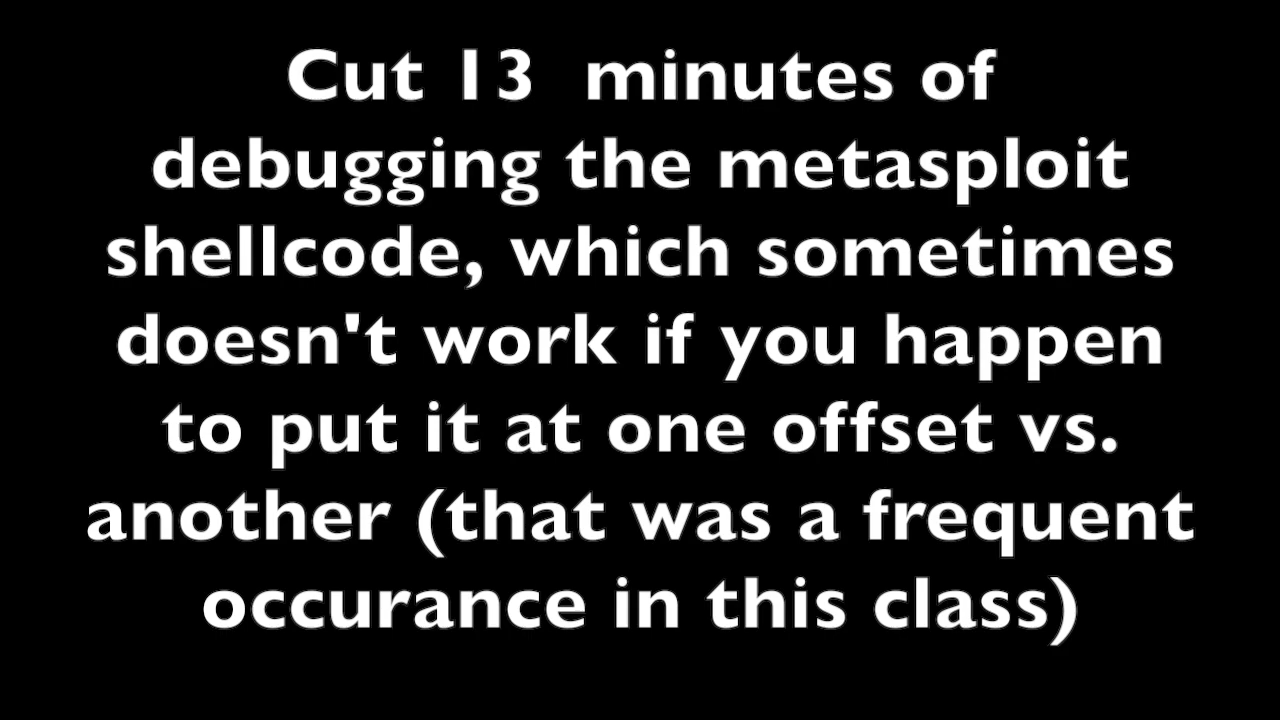 Cut 13  minutes of
debugging the metasploit
shellcode, which sometimes
doesn't work if you happen
to put it at one offset vs.
another (that was a frequent
occurance in this class)